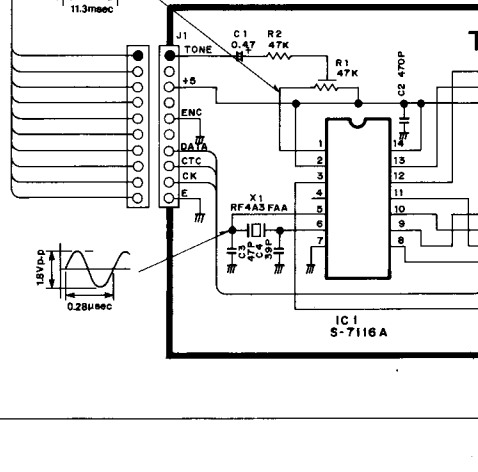 11.3msec
J1
TONE
+5
ENC
DATA
CTC
CK
E
C1
0.47
+
R2
47K
R1
47K
C2 470P
T
1
2
3
4
5
6
7
14
13
12
11
10
9
8
X1
RF4A3FAA
C3
47P
C4
39P
IC1
S-7116A
1.8Vp-p
0.28µsec